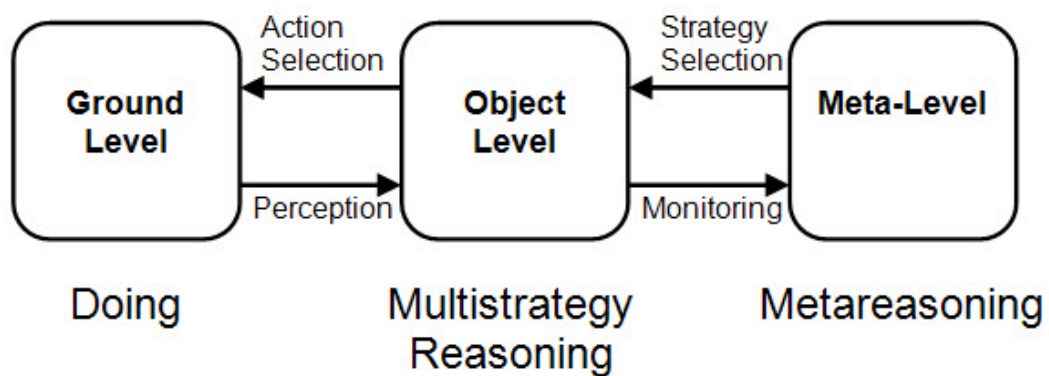 Action
Selection
Strategy
Selection
Ground
Level
Object
Level
Meta-Level
Perception
Monitoring
Doing
Multistrategy
Reasoning
Metareasoning